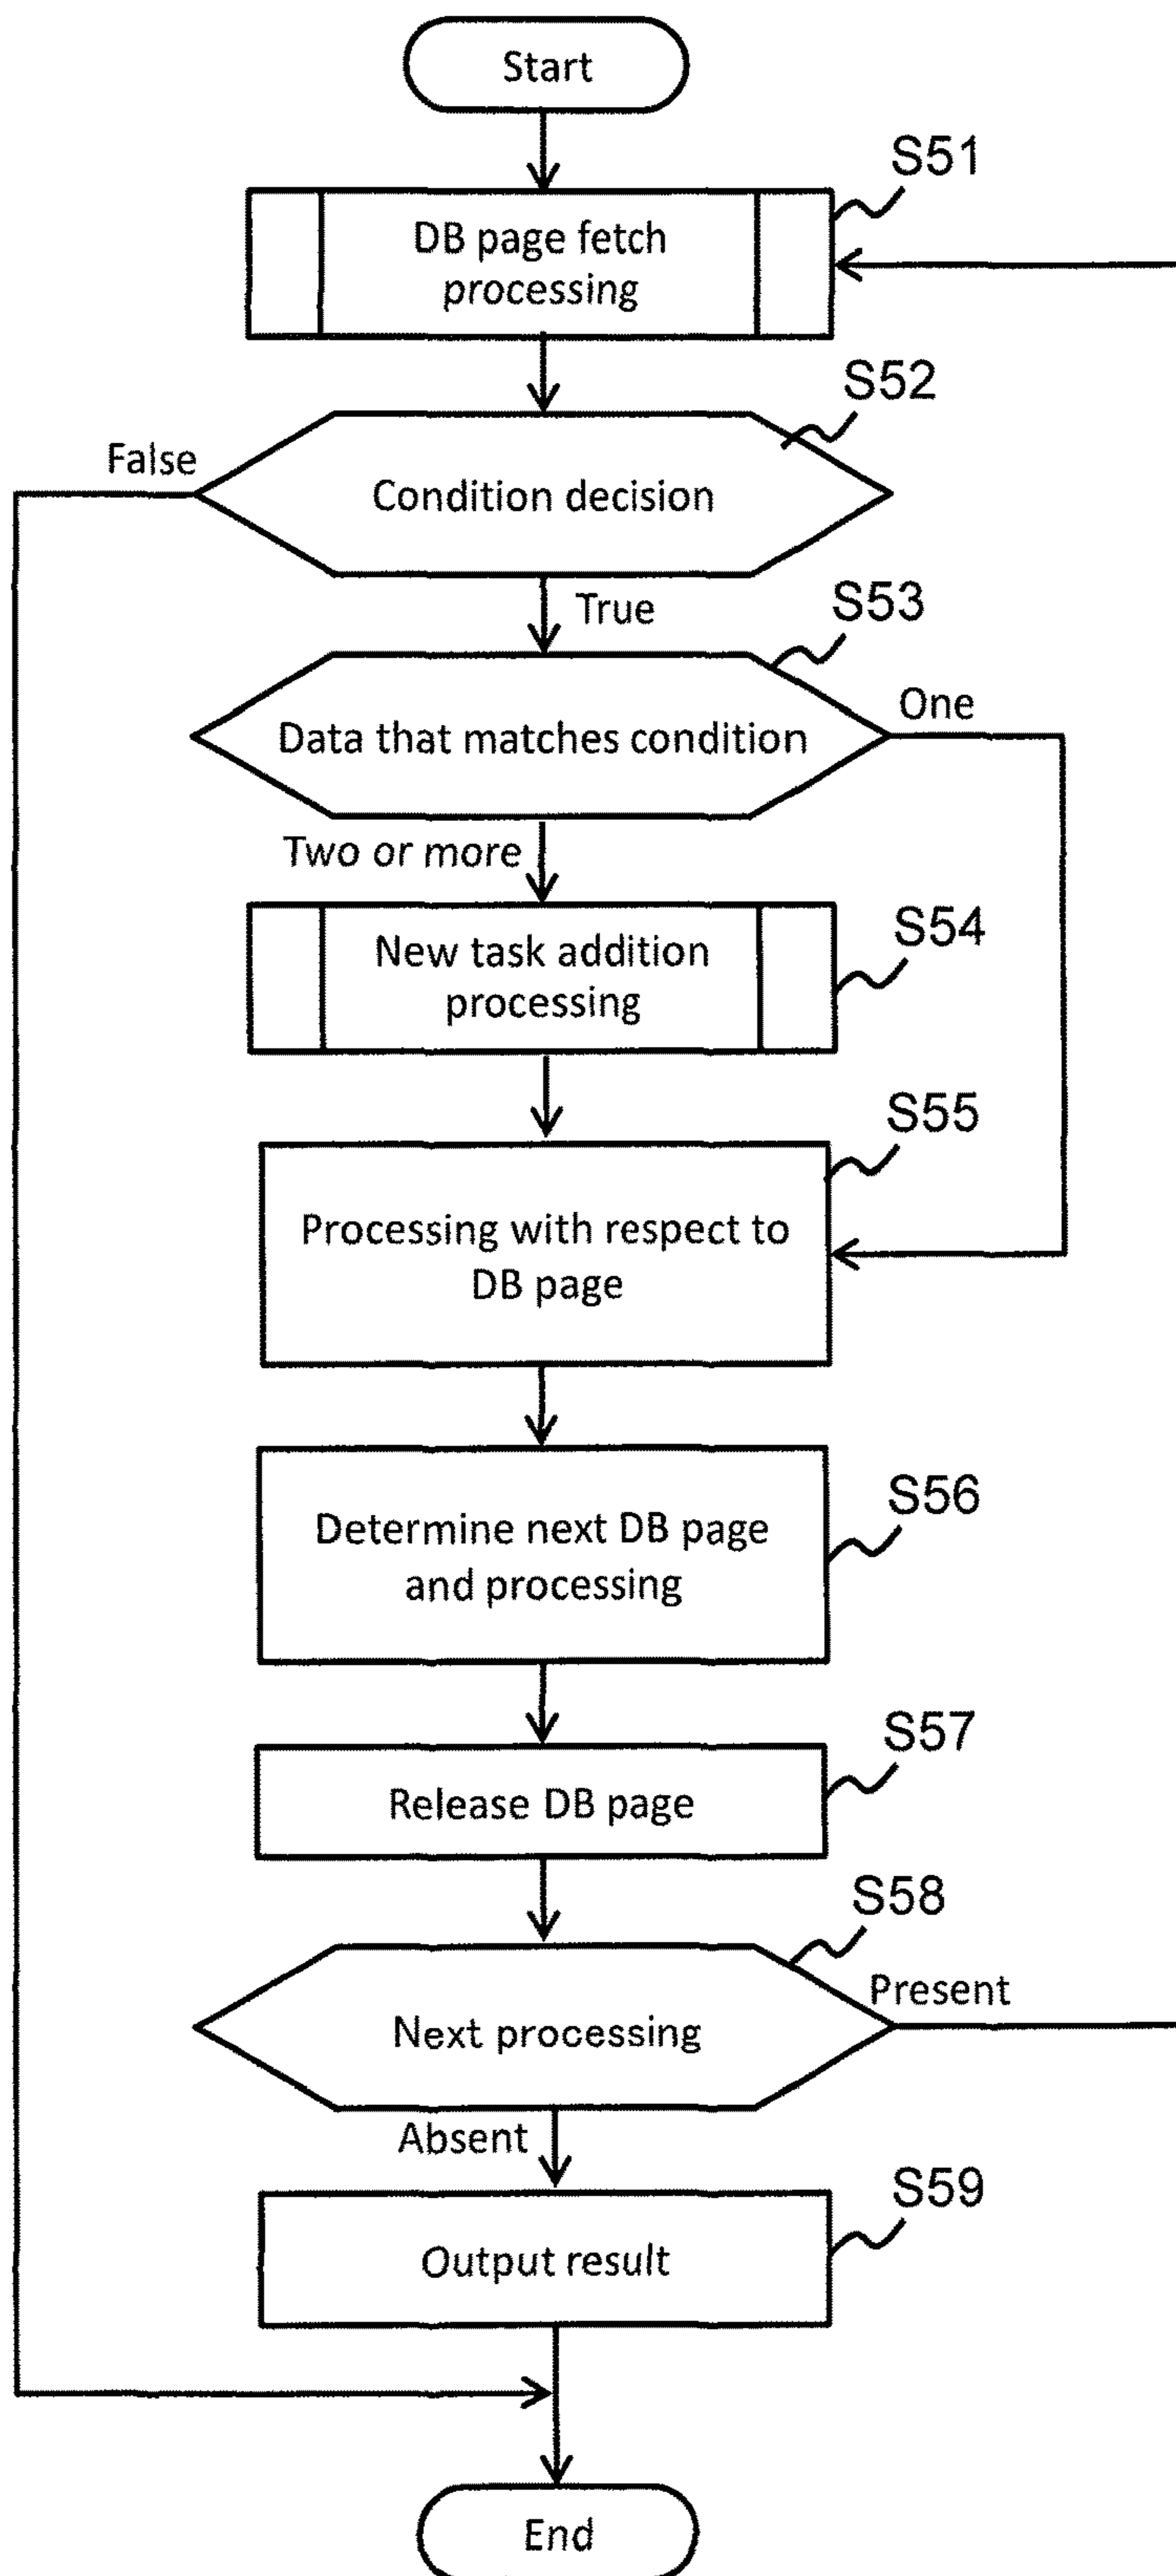 Start
S51
DB page fetch
processing
S52
False
Condition decision
True
S53
One
Data that matches condition
Two or more
S54
New task addition
processing
S55
Processing with respect to
DB page
S56
Determine next DB page
and processing
S57
Release DB page
S58
Present
Next processing
Absent
S59
Output result
End